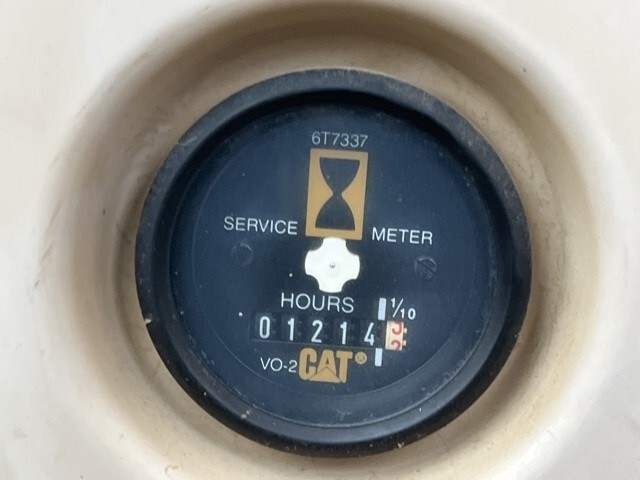 6T7337
SERVICE METER
HOURS 1/10
01214
VO-2 CAT®